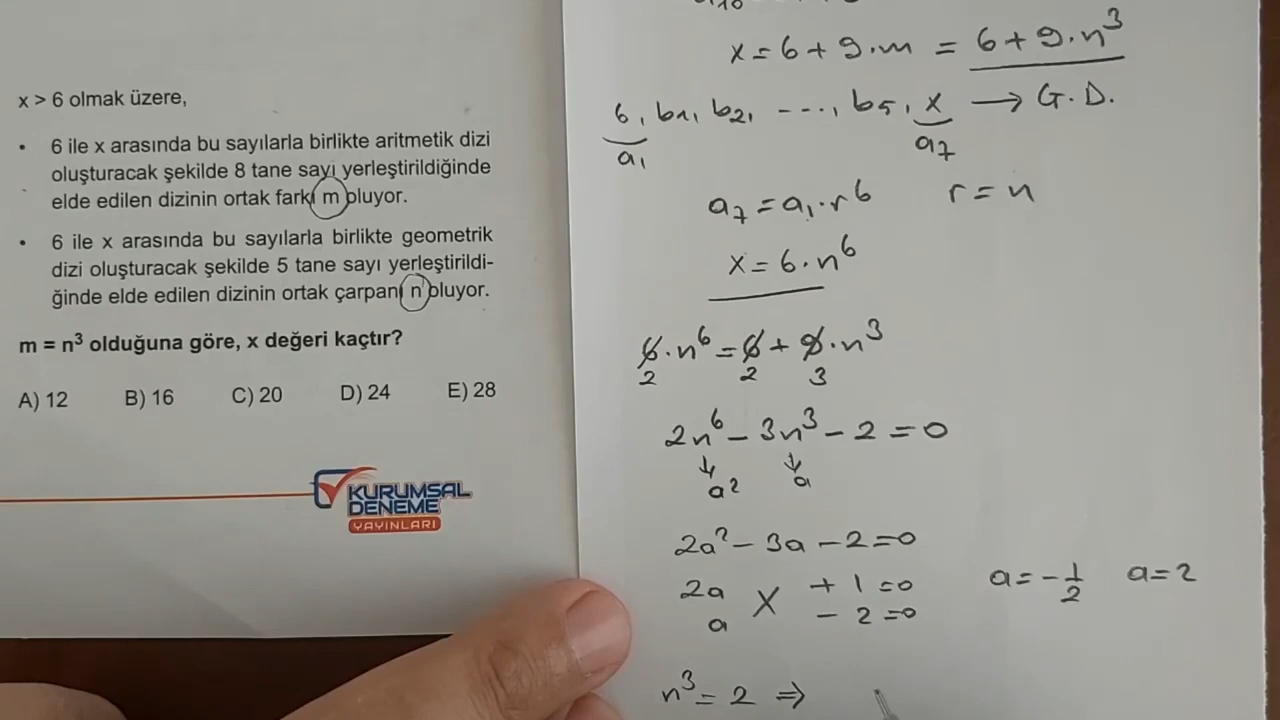 x > 6 olmak üzere,
• 6 ile x arasında bu sayılarla birlikte aritmetik dizi
oluşturacak şekilde 8 tane sayı yerleştirildiğinde
elde edilen dizinin ortak farkı m oluyor.
• 6 ile x arasında bu sayılarla birlikte geometrik
dizi oluşturacak şekilde 5 tane sayı yerleştirildi-
ğinde elde edilen dizinin ortak çarpanı n oluyor.
m = n³ olduğuna göre, x değeri kaçtır?
A) 12 B) 16 C) 20 D) 24 E) 28
KURUMSAL
DENEME
YAYINLARI
x = 6 + 9.m = 6 + 9.n³
6, b₁, b₂, ----, b₅, x → G.D.
a₁ a₇
a₇ = a₁.r⁶ r = n
x = 6.n⁶
6.n⁶ = 6 + 9.n³
2 2 3
2n⁶ - 3n³ - 2 = 0
↓ ↓
a² a
2a² - 3a - 2 = 0
2a + 1 = 0 a = -1/2 a = 2
a - 2 = 0
n³ = 2 ⇒